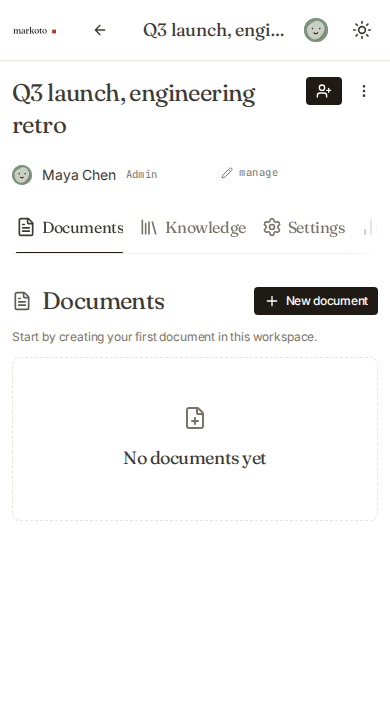 markoto
Q3 launch, engi...
Q3 launch, engineering
retro
Maya Chen Admin manage
Documents Knowledge Settings
Documents
New document
Start by creating your first document in this workspace.
No documents yet